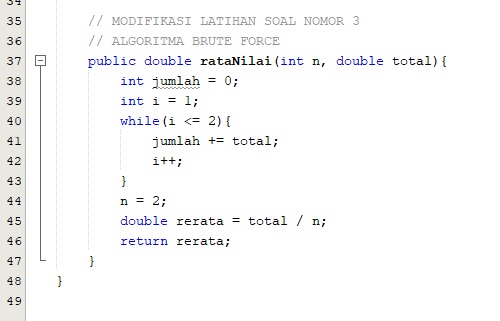 34
35 // MODIFIKASI LATIHAN SOAL NOMOR 3
36 // ALGORITMA BRUTE FORCE
37 public double rataNilai(int n, double total){
38 int jumlah = 0;
39 int i = 1;
40 while(i <= 2){
41 jumlah += total;
42 i++;
43 }
44 n = 2;
45 double rerata = total / n;
46 return rerata;
47 }
48 }
49